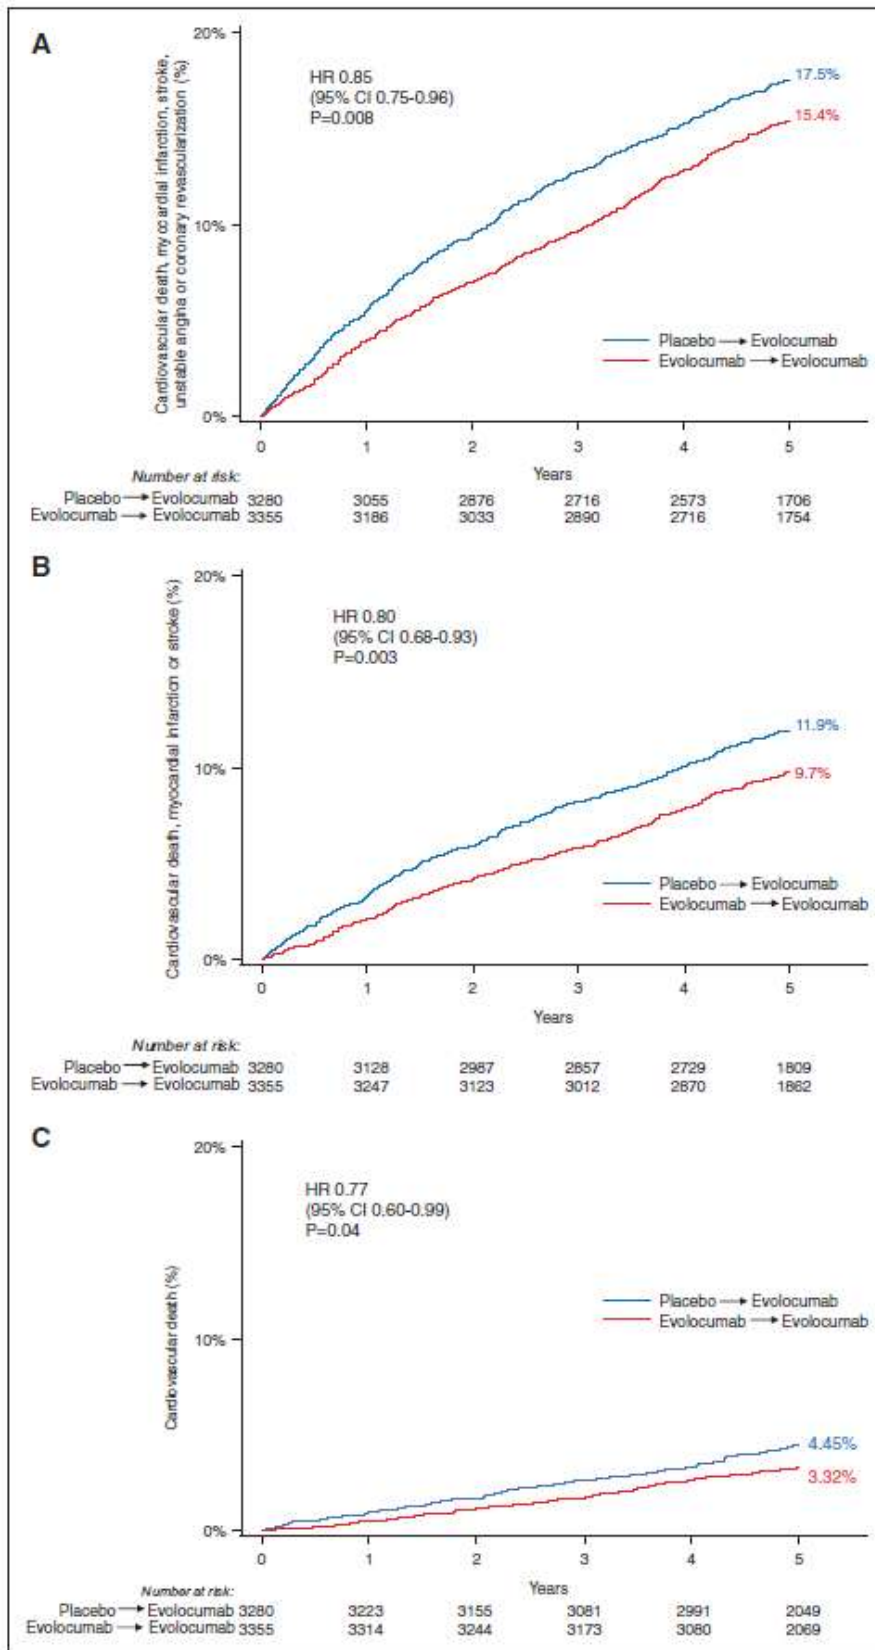 A
Cardiovascular death, myocardial infarction, stroke,
unstable angina or coronary revascularization (%)
20%
10%
0%
HR 0.85
(95% CI 0.75-0.96)
P=0.008
17.5%
15.4%
Placebo → Evolocumab
Evolocumab → Evolocumab
0 1 2 3 4 5
Years
Number at risk:
Placebo → Evolocumab 3280 3055 2876 2716 2573 1706
Evolocumab → Evolocumab 3355 3186 3033 2890 2716 1754
B
Cardiovascular death, myocardial infarction or stroke (%)
20%
10%
0%
HR 0.80
(95% CI 0.68-0.93)
P=0.003
11.9%
9.7%
Placebo → Evolocumab
Evolocumab → Evolocumab
0 1 2 3 4 5
Years
Number at risk:
Placebo → Evolocumab 3280 3128 2987 2857 2729 1809
Evolocumab → Evolocumab 3355 3247 3123 3012 2870 1862
C
Cardiovascular death (%)
20%
10%
0%
HR 0.77
(95% CI 0.60-0.99)
P=0.04
Placebo → Evolocumab
Evolocumab → Evolocumab
4.45%
3.32%
0 1 2 3 4 5
Years
Number at risk:
Placebo → Evolocumab 3280 3223 3155 3081 2991 2049
Evolocumab → Evolocumab 3355 3314 3244 3173 3080 2069